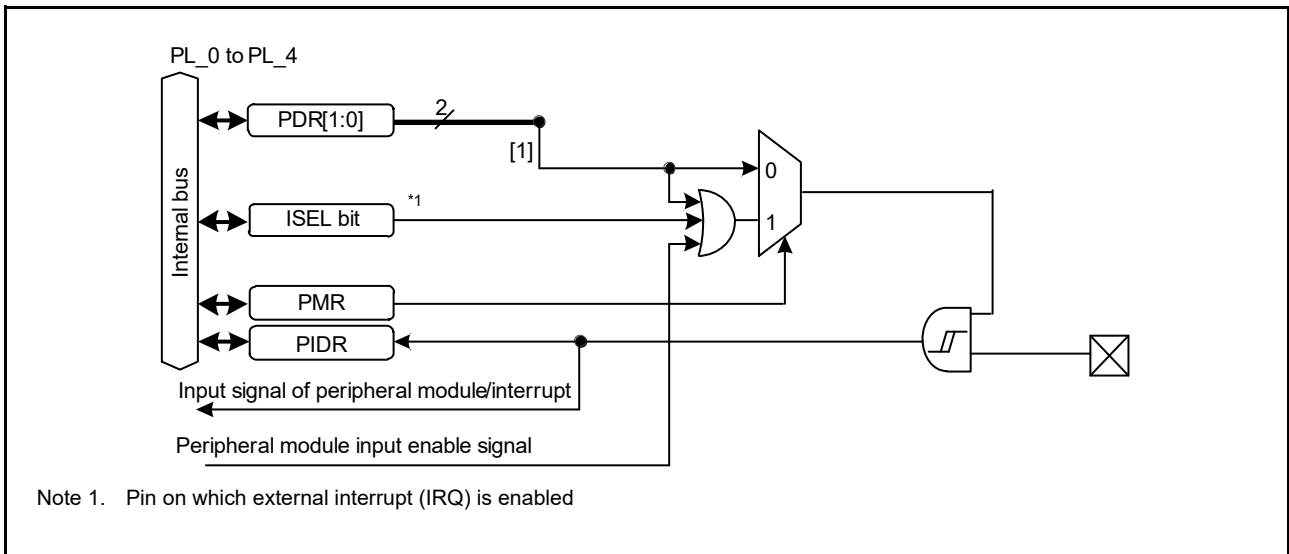 PL_0 to PL_4
PDR[1:0]
2
[1]
0
Internal bus
ISEL bit
*1
1
PMR
PIDR
Input signal of peripheral module/interrupt
Peripheral module input enable signal
Note 1. Pin on which external interrupt (IRQ) is enabled